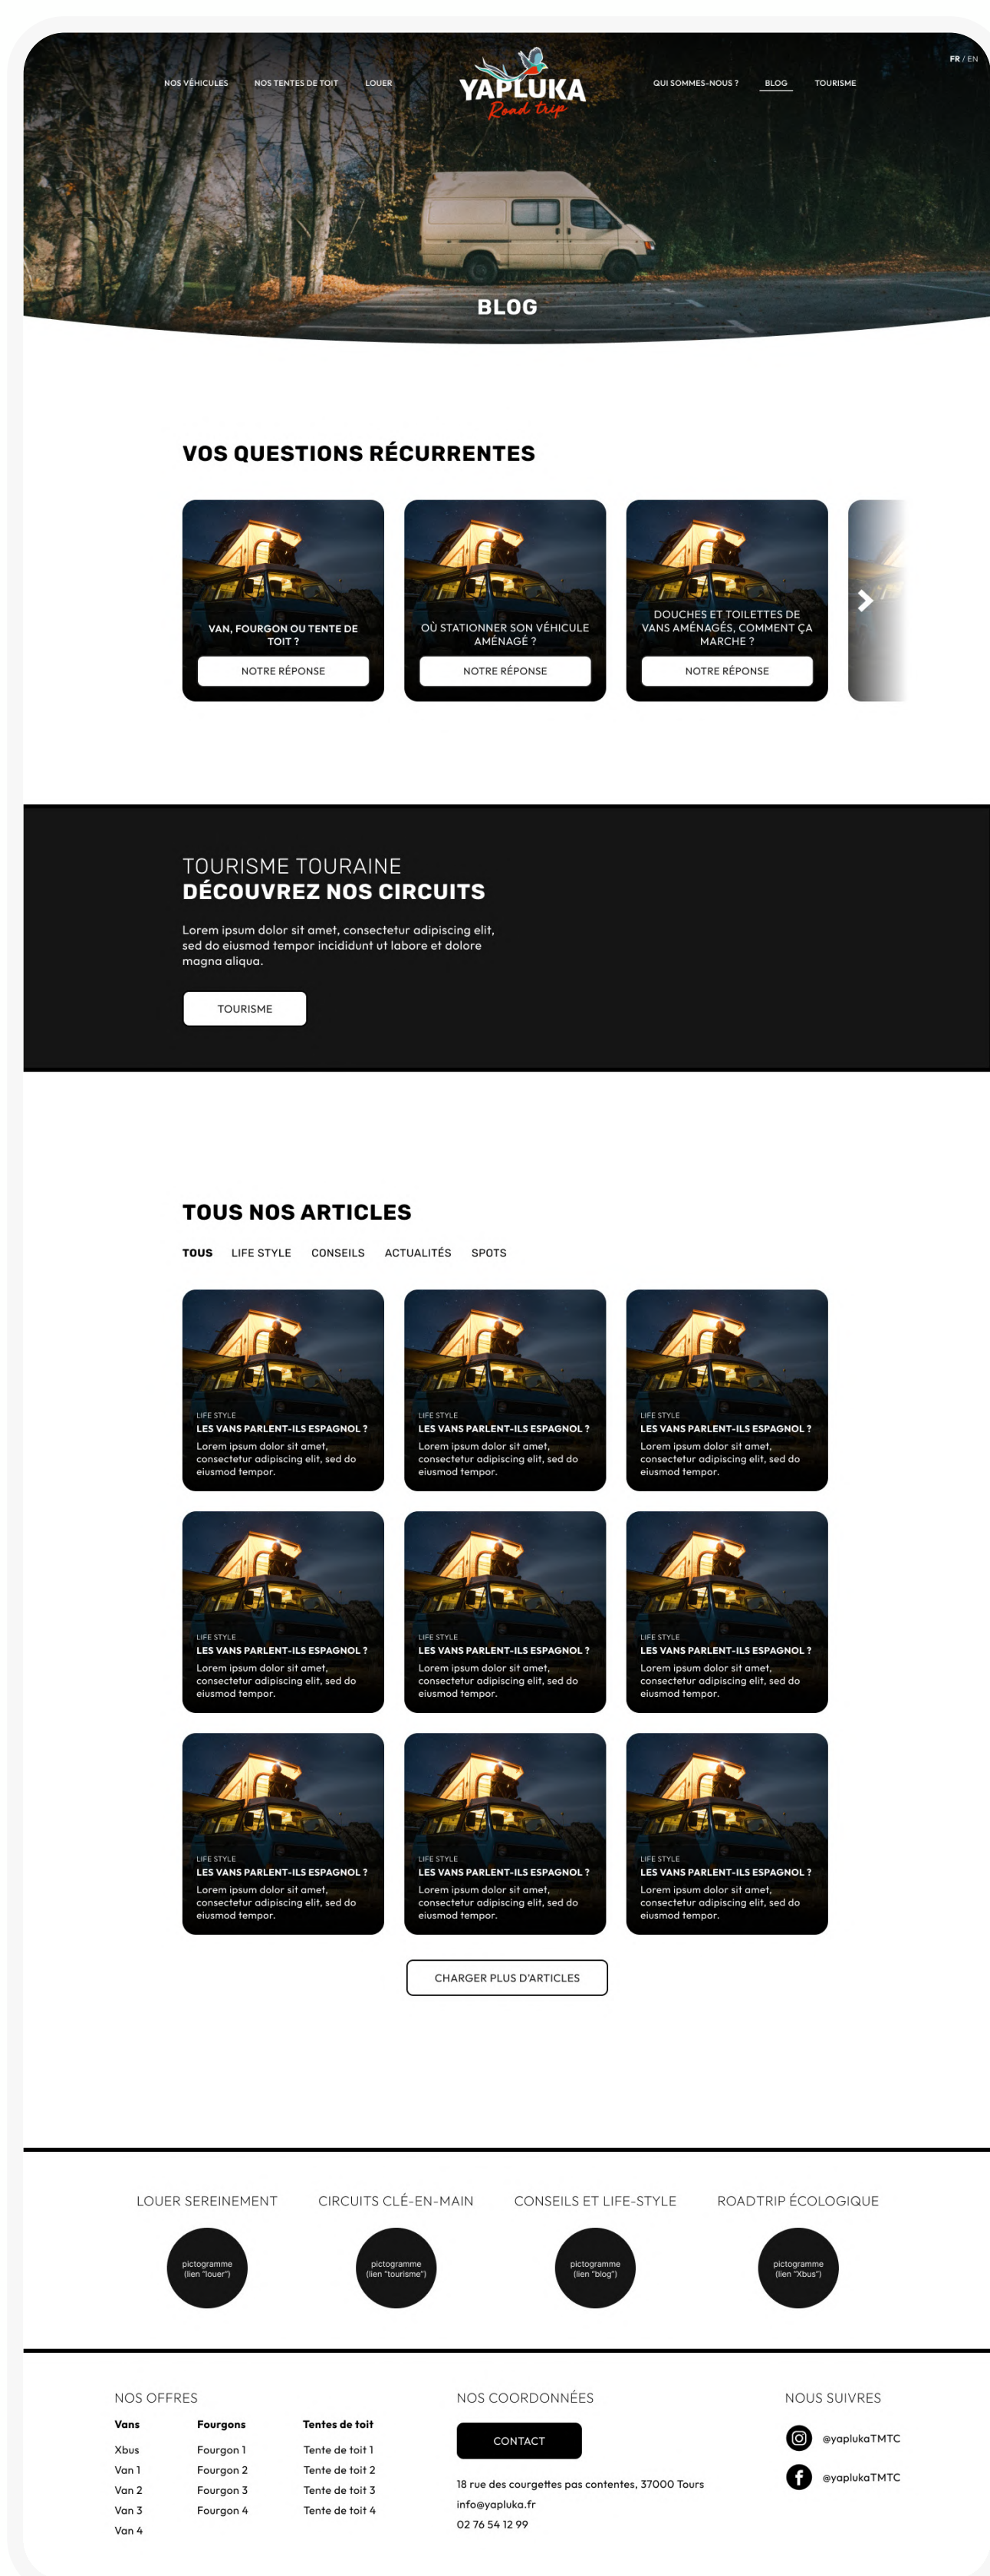 FR / EN
NOS VÉHICULES NOS TENTES DE TOIT LOUER
YAPLUKA
Road trip
QUI SOMMES-NOUS ? BLOG TOURISME
BLOG
VOS QUESTIONS RÉCURRENTES
VAN, FOURGON OU TENTE DE
TOIT ?
NOTRE RÉPONSE
OÙ STATIONNER SON VÉHICULE
AMÉNAGÉ ?
NOTRE RÉPONSE
DOUCHES ET TOILETTES DE
VANS AMÉNAGÉS, COMMENT ÇA
MARCHE ?
NOTRE RÉPONSE
TOURISME TOURAINE
DÉCOUVREZ NOS CIRCUITS
Lorem ipsum dolor sit amet, consectetur adipiscing elit,
sed do eiusmod tempor incididunt ut labore et dolore
magna aliqua.
TOURISME
TOUS NOS ARTICLES
TOUS LIFE STYLE CONSEILS ACTUALITÉS SPOTS
LIFE STYLE
LES VANS PARLENT-ILS ESPAGNOL ?
Lorem ipsum dolor sit amet,
consectetur adipiscing elit, sed do
eiusmod tempor.
LIFE STYLE
LES VANS PARLENT-ILS ESPAGNOL ?
Lorem ipsum dolor sit amet,
consectetur adipiscing elit, sed do
eiusmod tempor.
LIFE STYLE
LES VANS PARLENT-ILS ESPAGNOL ?
Lorem ipsum dolor sit amet,
consectetur adipiscing elit, sed do
eiusmod tempor.
LIFE STYLE
LES VANS PARLENT-ILS ESPAGNOL ?
Lorem ipsum dolor sit amet,
consectetur adipiscing elit, sed do
eiusmod tempor.
LIFE STYLE
LES VANS PARLENT-ILS ESPAGNOL ?
Lorem ipsum dolor sit amet,
consectetur adipiscing elit, sed do
eiusmod tempor.
LIFE STYLE
LES VANS PARLENT-ILS ESPAGNOL ?
Lorem ipsum dolor sit amet,
consectetur adipiscing elit, sed do
eiusmod tempor.
LIFE STYLE
LES VANS PARLENT-ILS ESPAGNOL ?
Lorem ipsum dolor sit amet,
consectetur adipiscing elit, sed do
eiusmod tempor.
LIFE STYLE
LES VANS PARLENT-ILS ESPAGNOL ?
Lorem ipsum dolor sit amet,
consectetur adipiscing elit, sed do
eiusmod tempor.
LIFE STYLE
LES VANS PARLENT-ILS ESPAGNOL ?
Lorem ipsum dolor sit amet,
consectetur adipiscing elit, sed do
eiusmod tempor.
CHARGER PLUS D'ARTICLES
LOUER SEREINEMENT
pictogramme
(lien "louer")
CIRCUITS CLÉ-EN-MAIN
pictogramme
(lien "tourisme")
CONSEILS ET LIFE-STYLE
pictogramme
(lien "blog")
ROADTRIP ÉCOLOGIQUE
pictogramme
(lien "Xbus")
NOS OFFRES
Vans
Xbus
Van 1
Van 2
Van 3
Van 4
Fourgons
Fourgon 1
Fourgon 2
Fourgon 3
Fourgon 4
Tentes de toit
Tente de toit 1
Tente de toit 2
Tente de toit 3
Tente de toit 4
NOS COORDONNÉES
CONTACT
18 rue des courgettes pas contentes, 37000 Tours
info@yapluka.fr
02 76 54 12 99
NOUS SUIVRES
@yaplukaTMTC
@yaplukaTMTC